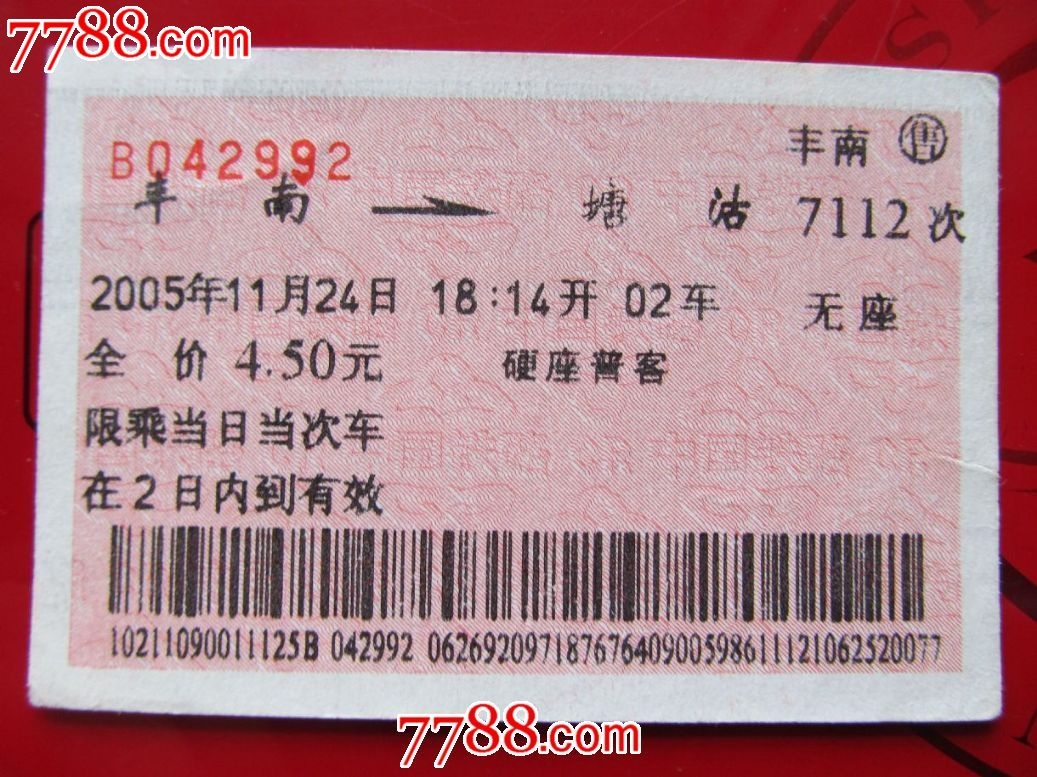 7788.com
B042992
丰南 售
丰 南 → 塘 沽 7112次
2005年11月24日 18:14开 02车 无座
全 价 4.50元 硬座普客
限乘当日当次车
在2日内到有效
10211090011125B 042992 0626920971876764090059861112106252007​7
7788.com